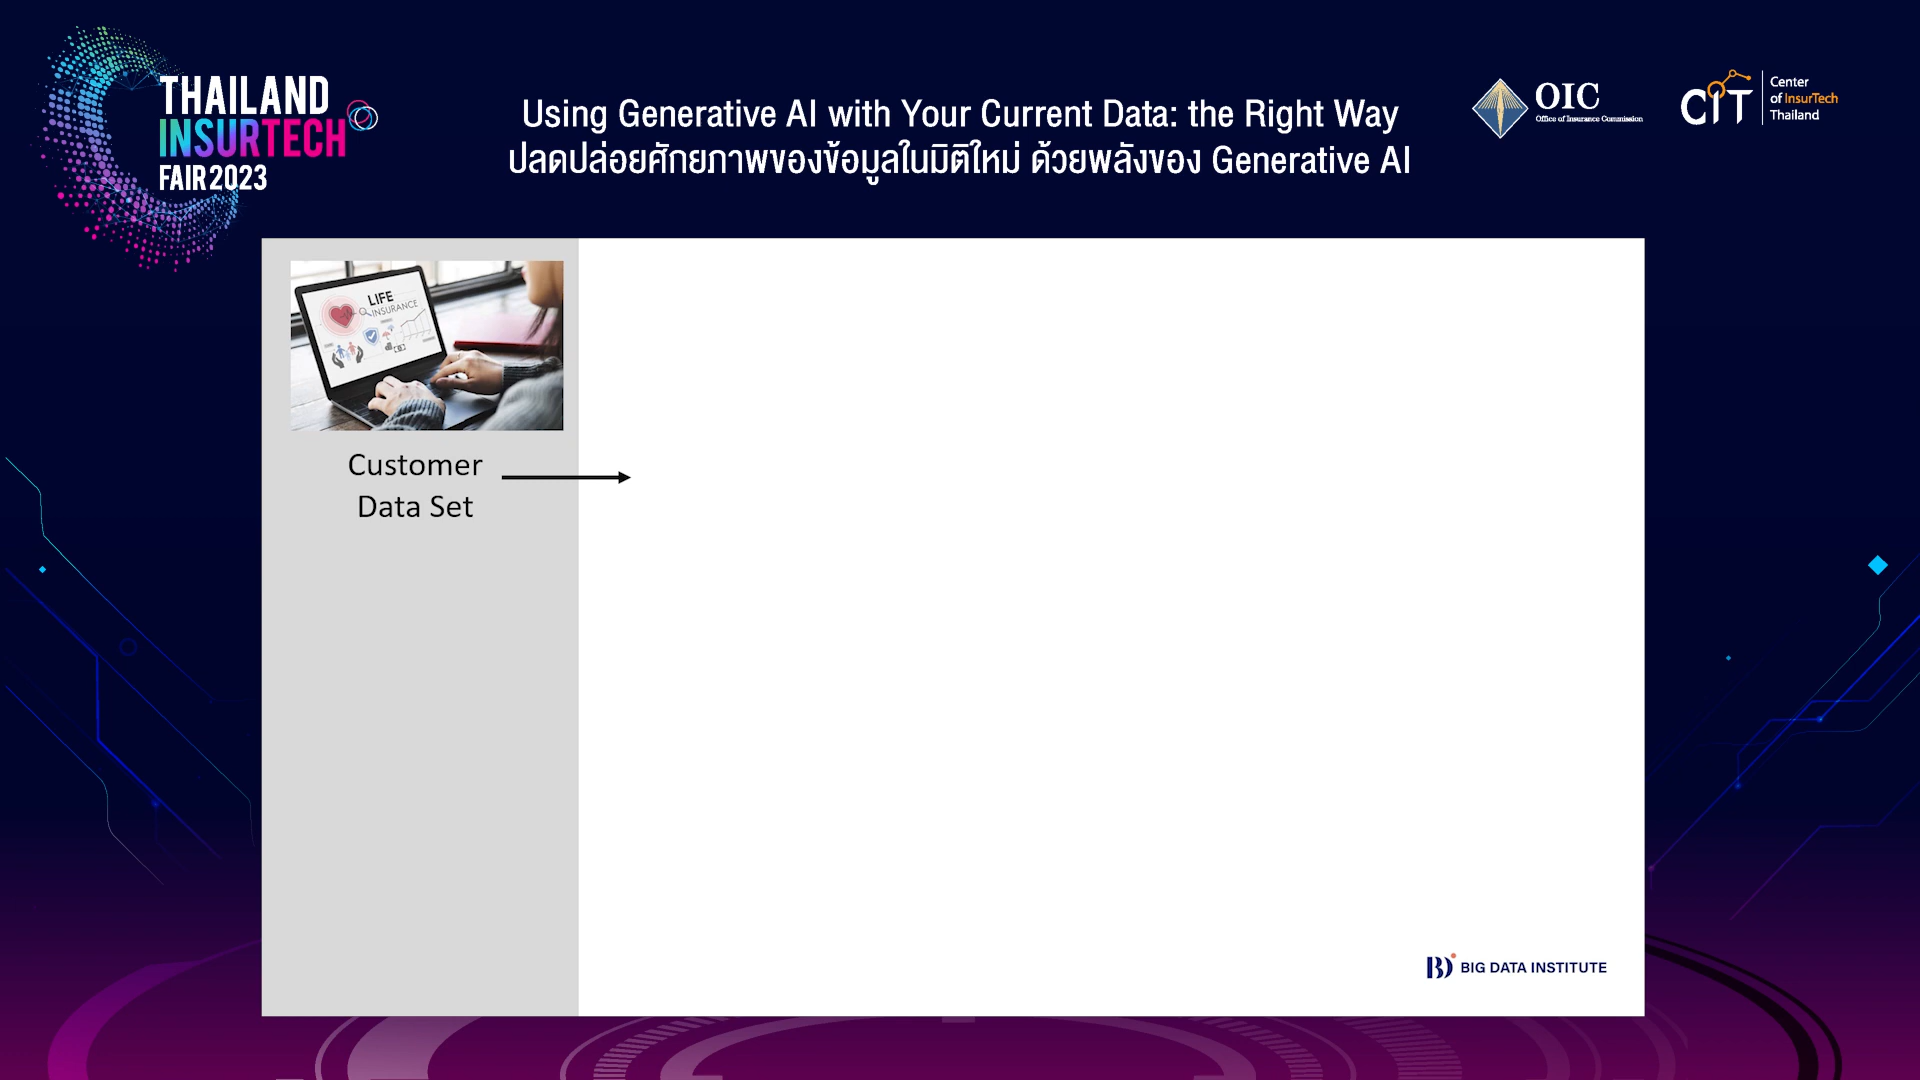 THAILAND
INSURTECH
FAIR 2023
Using Generative AI with Your Current Data: the Right Way
ปลดปล่อยศักยภาพของข้อมูลในมิติใหม่ ด้วยพลังของ Generative AI
OIC
Office of Insurance Commission
CIT
Center
of InsurTech
Thailand
LIFE
INSURANCE
Customer
Data Set
BIG DATA INSTITUTE